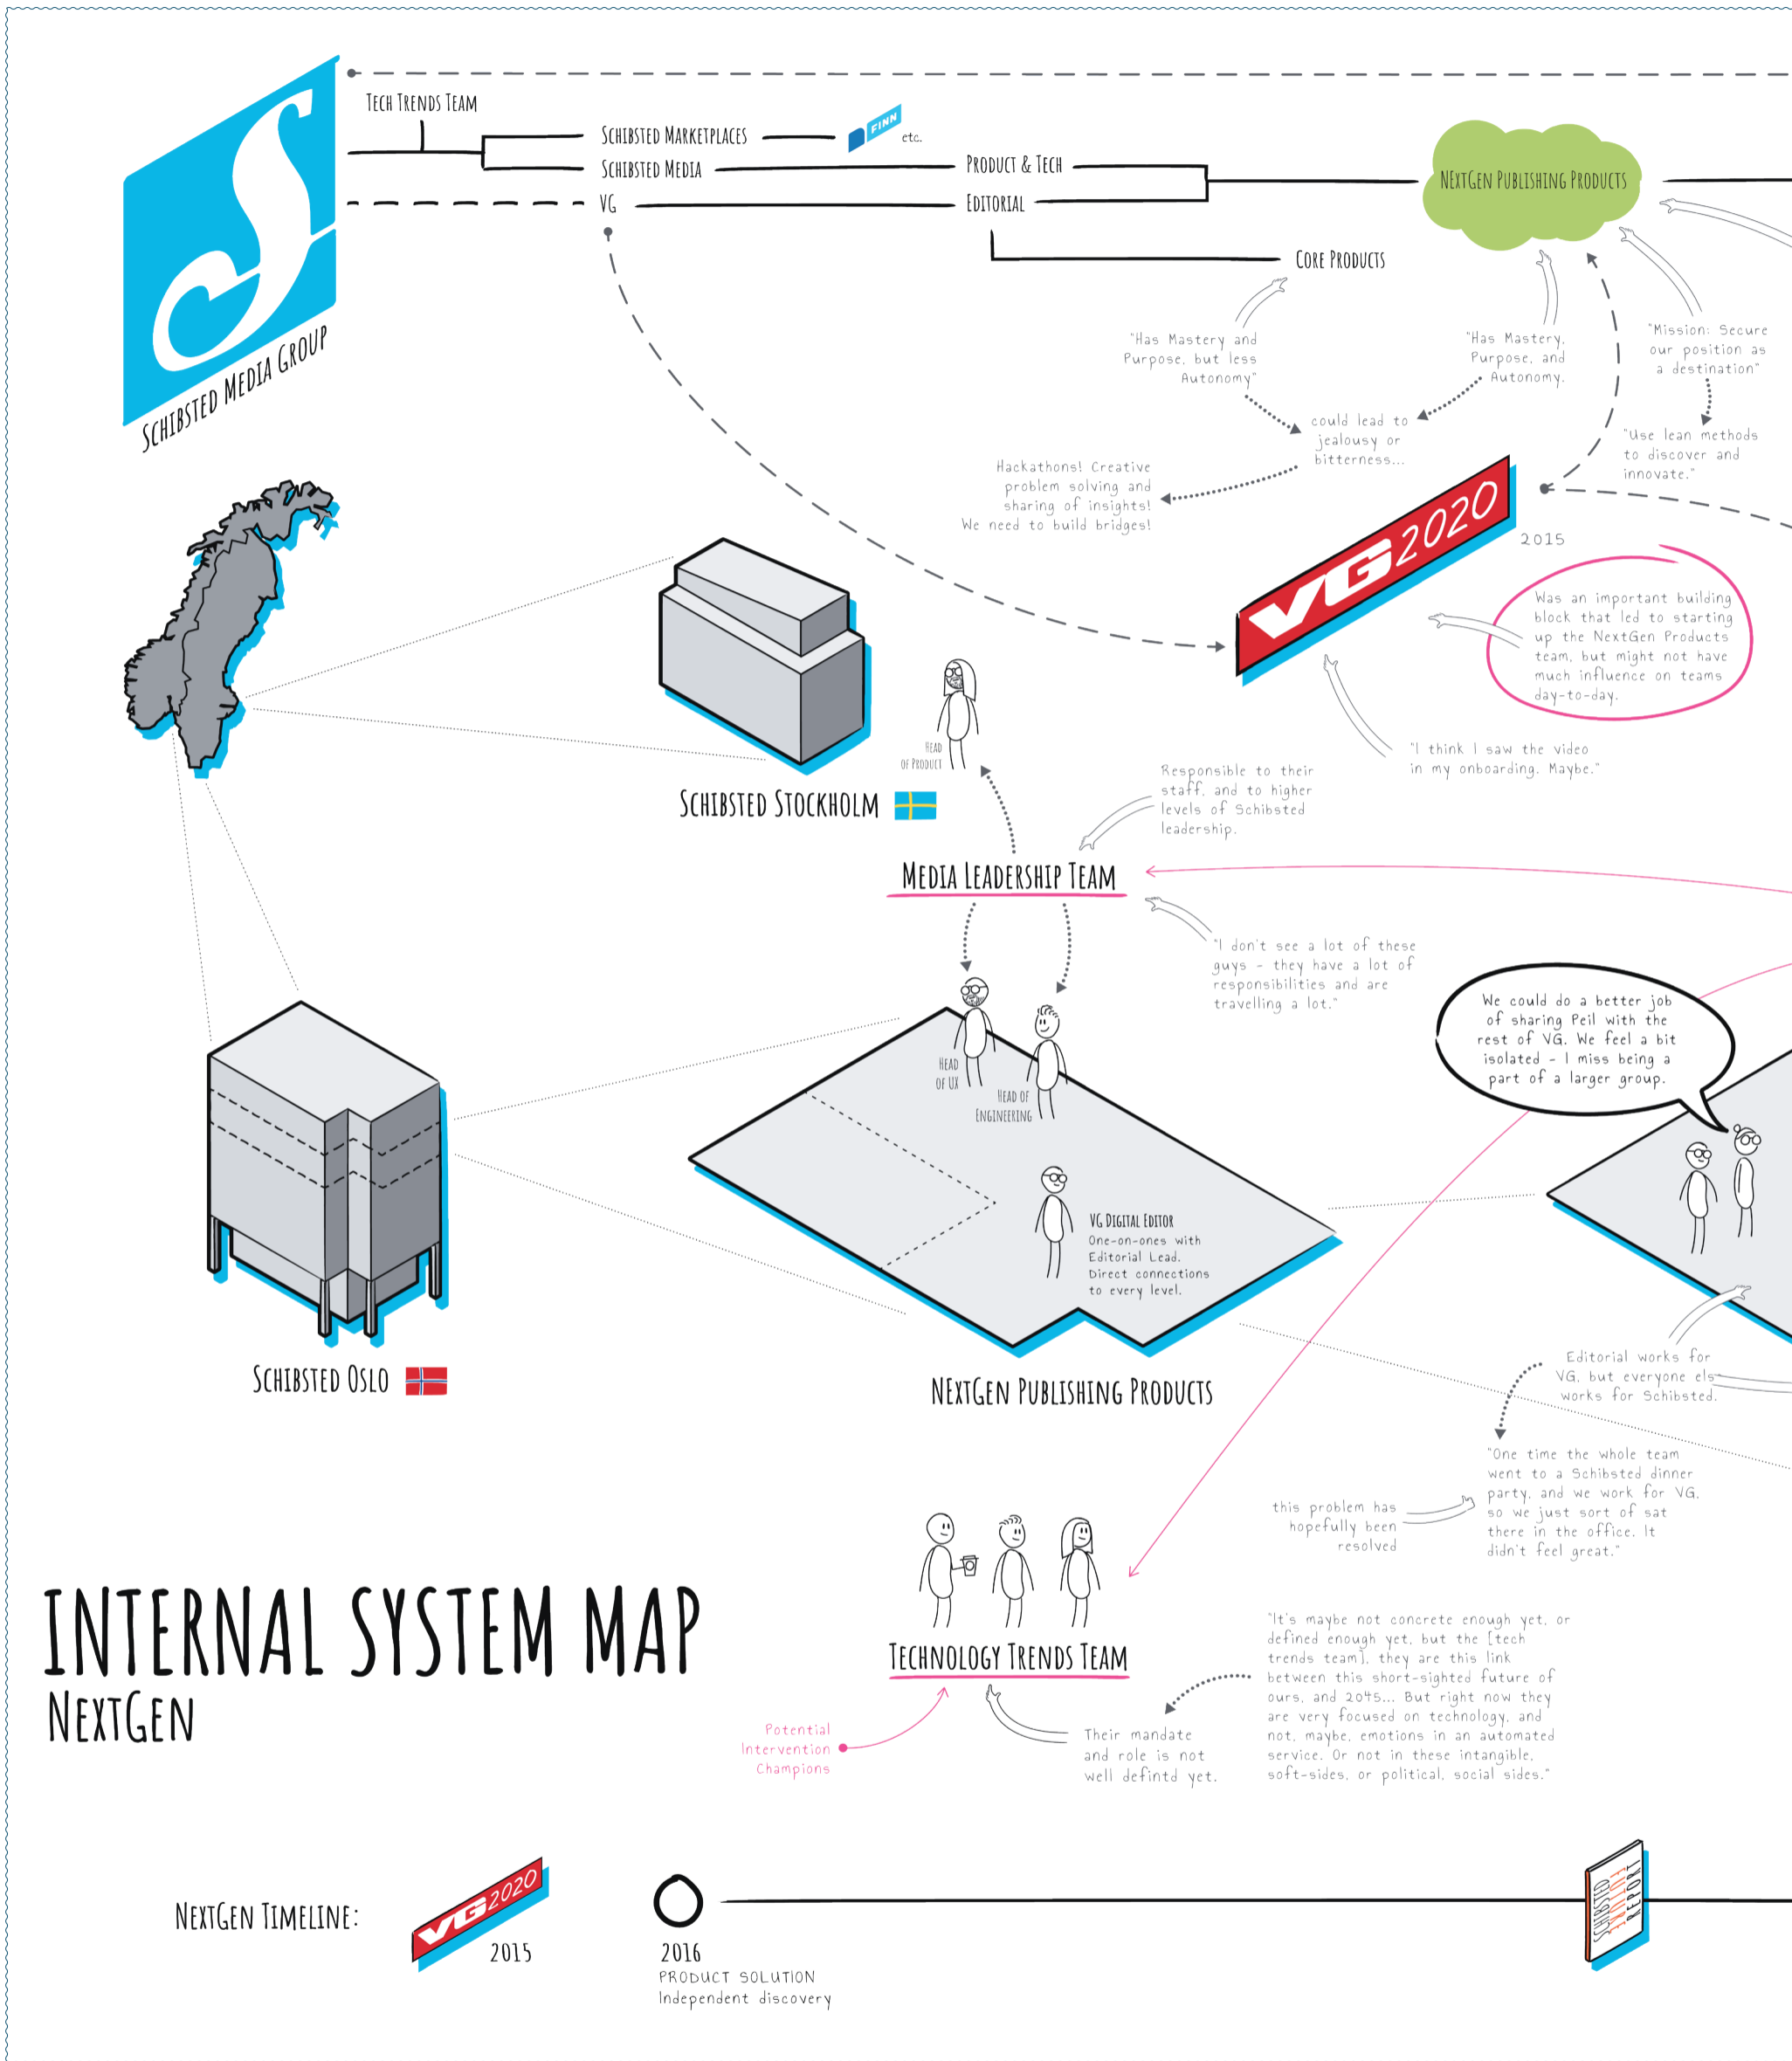 TECH TRENDS TEAM
SCHIBSTED MARKETPLACES
FINN
etc.
SCHIBSTED MEDIA
PRODUCT & TECH
VG
EDITORIAL
NEXTGEN PUBLISHING PRODUCTS
CORE PRODUCTS
SCHIBSTED MEDIA GROUP
"Has Mastery and
Purpose, but less
Autonomy"
"Has Mastery,
Purpose, and
Autonomy.
"Mission: Secure
our position as
a destination"
could lead to
jealousy or
bitterness...
"Use lean methods
to discover and
innovate."
Hackathons! Creative
problem solving and
sharing of insights!
We need to build bridges!
VG2020
2015
Was an important building
block that led to starting
up the NextGen Products
team, but might not have
much influence on teams
day-to-day.
"I think I saw the video
in my onboarding. Maybe."
HEAD
OF PRODUCT
SCHIBSTED STOCKHOLM
Responsible to their
staff, and to higher
levels of Schibsted
leadership.
MEDIA LEADERSHIP TEAM
"I don't see a lot of these
guys - they have a lot of
responsibilities and are
travelling a lot."
We could do a better job
of sharing Peil with the
rest of VG. We feel a bit
isolated - I miss being a
part of a larger group.
HEAD
OF UX
HEAD OF
ENGINEERING
VG DIGITAL EDITOR
One-on-ones with
Editorial Lead.
Direct connections
to every level.
SCHIBSTED OSLO
NEXTGEN PUBLISHING PRODUCTS
Editorial works for
VG, but everyone els
works for Schibsted.
"One time the whole team
went to a Schibsted dinner
party, and we work for VG,
so we just sort of sat
there in the office. It
didn't feel great."
this problem has
hopefully been
resolved
TECHNOLOGY TRENDS TEAM
"It's maybe not concrete enough yet, or
defined enough yet, but the [tech
trends team], they are this link
between this short-sighted future of
ours, and 2045... But right now they
are very focused on technology, and
not, maybe, emotions in an automated
service. Or not in these intangible,
soft-sides, or political, social sides."
Potential
Intervention
Champions
Their mandate
and role is not
well defintd yet.
INTERNAL SYSTEM MAP
NEXTGEN
NEXTGEN TIMELINE:
VG2020
2015
2016
PRODUCT SOLUTION
Independent discovery
SCHIBSTED
FUTURE
REPORT